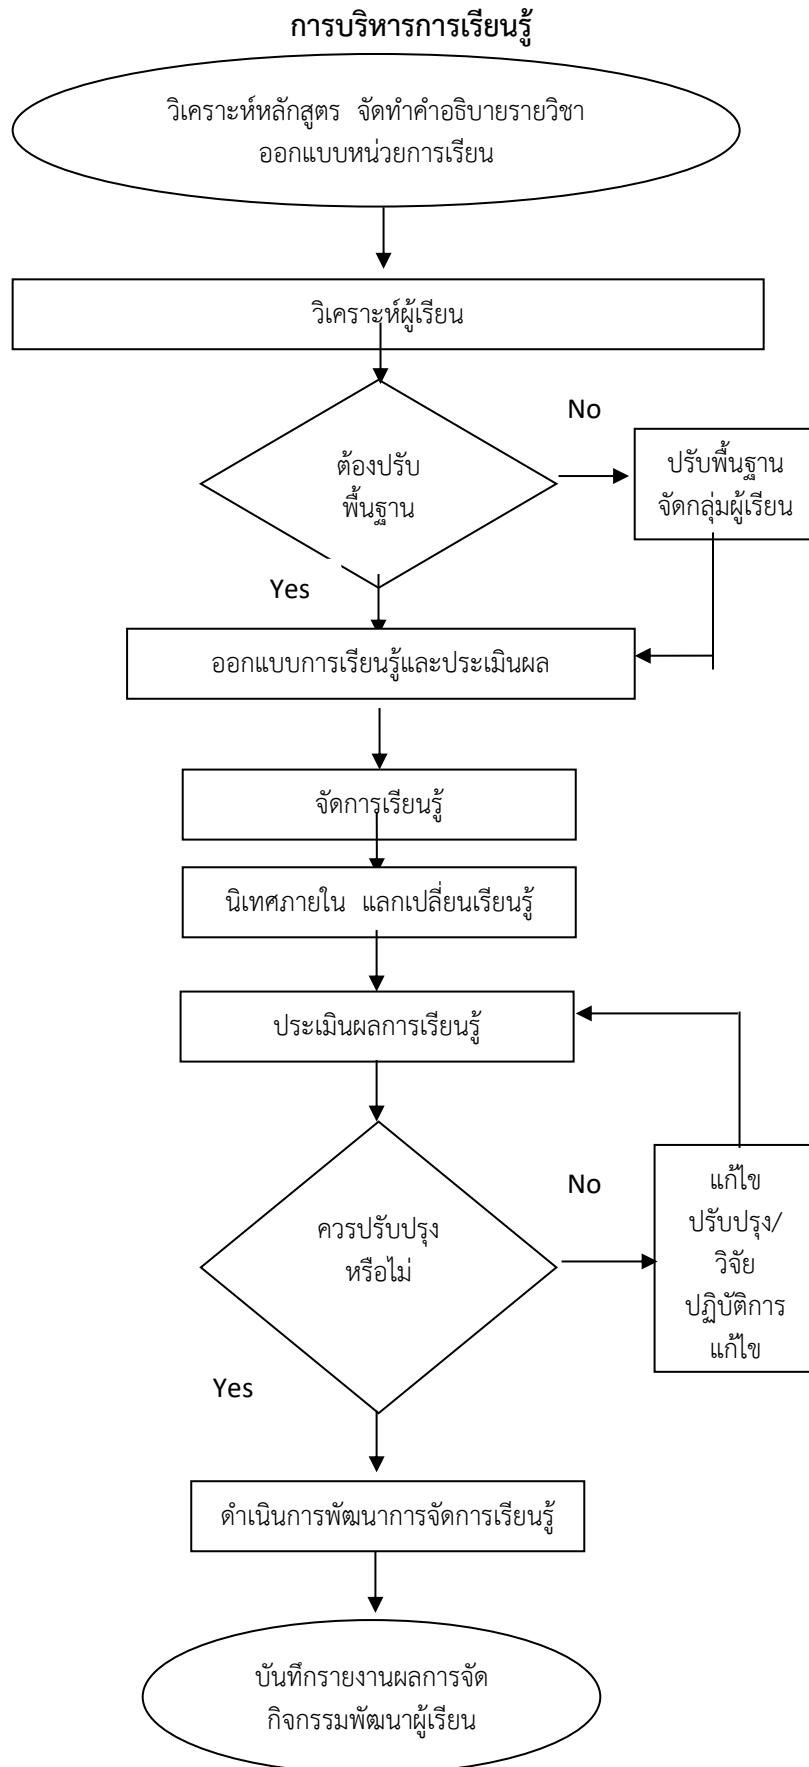 การบริหารการเรียนรู้
วิเคราะห์หลักสูตร จัดทำคำอธิบายรายวิชา
ออกแบบหน่วยการเรียน
วิเคราะห์ผู้เรียน
No
ต้องปรับ
พื้นฐาน
ปรับพื้นฐาน
จัดกลุ่มผู้เรียน
Yes
ออกแบบการเรียนรู้และประเมินผล
จัดการเรียนรู้
นิเทศภายใน แลกเปลี่ยนเรียนรู้
ประเมินผลการเรียนรู้
No
ควรปรับปรุง
หรือไม่
แก้ไข
ปรับปรุง/
วิจัย
ปฏิบัติการ
แก้ไข
Yes
ดำเนินการพัฒนาการจัดการเรียนรู้
บันทึกรายงานผลการจัด
กิจกรรมพัฒนาผู้เรียน